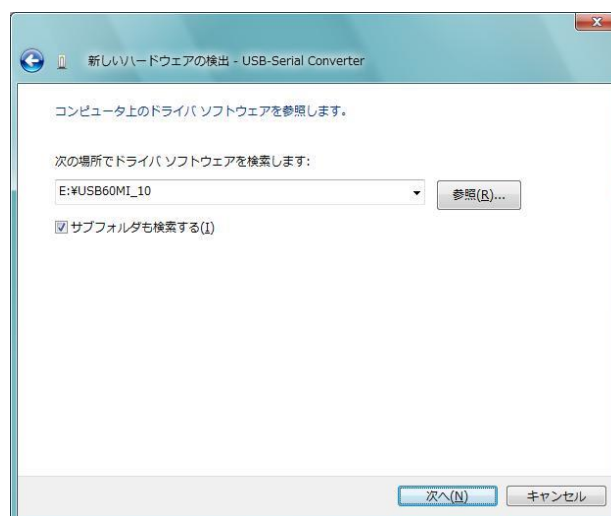 新しいハードウェアの検出 - USB-Serial Converter
コンピュータ上のドライバ ソフトウェアを参照します。
次の場所でドライバ ソフトウェアを検索します:
E:¥USB60MI_10
参照(R)...
サブフォルダも検索する(I)
次へ(N)
キャンセル